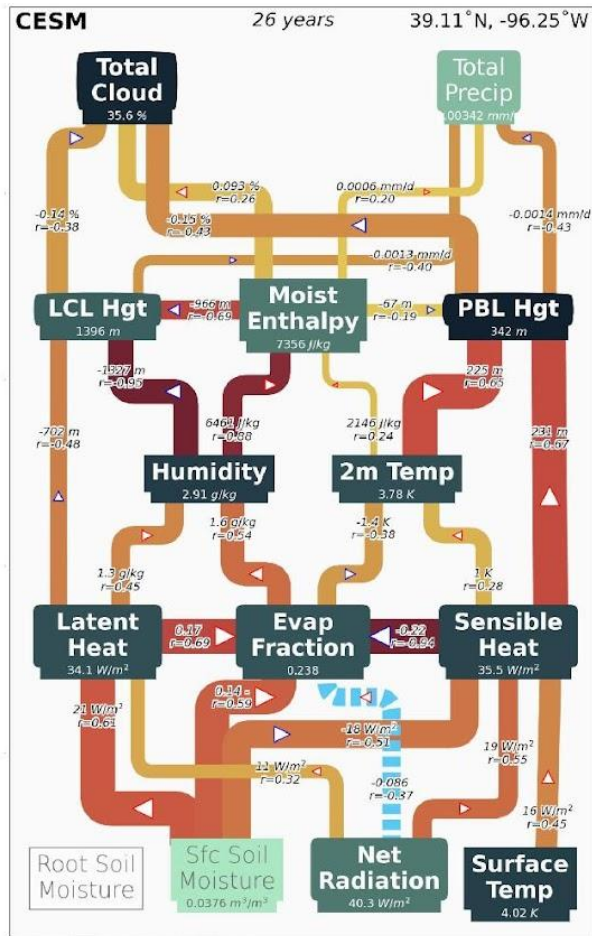 CESM 26 years 39.11°N, -96.25°W
Total
Cloud
35.6 %
Total
Precip
.00342 mm/
0.093 %
r=0.26
0.0006 mm/d
r=0.20
-0.14 %
r=-0.38
-0.15 %
r=-0.43
-0.0014 mm/d
r=-0.43
-0.0013 mm/d
r=-0.40
LCL Hgt
1396 m
-966 m
r=-0.69
Moist
Enthalpy
7356 J/kg
-67 m
r=-0.19
PBL Hgt
342 m
-1327 m
r=-0.95
225 m
r=0.65
-702 m
r=-0.48
6461 J/kg
r=0.88
2146 J/kg
r=0.24
231 m
r=0.67
Humidity
2.91 g/kg
2m Temp
3.78 K
1.6 g/kg
r=0.54
-1.4 K
r=-0.38
1.3 g/kg
r=0.45
1 K
r=0.28
Latent
Heat
34.1 W/m²
0.17
r=0.69
Evap
Fraction
0.238
-0.22
r=-0.94
Sensible
Heat
35.5 W/m²
21 W/m²
r=0.61
0.14 -
r=0.59
-18 W/m²
r=-0.51
19 W/m²
r=0.55
11 W/m²
r=0.32
-0.086
r=-0.37
16 W/m²
r=0.45
Root Soil
Moisture
Sfc Soil
Moisture
0.0376 m³/m³
Net
Radiation
40.3 W/m²
Surface
Temp
4.02 K